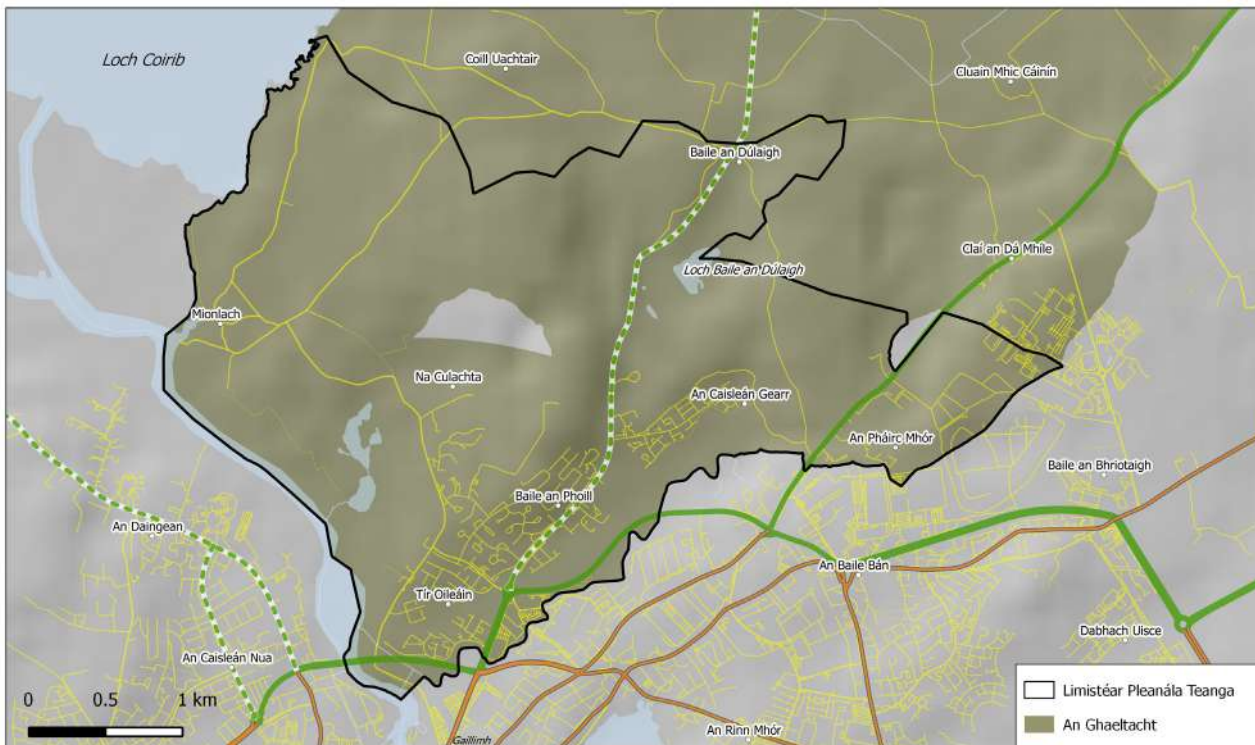 Loch Coirib
Coill Uachtair
Cluain Mhic Cáinín
Baile an Dúlaigh
Claí an Dá Mhíle
Loch Baile an Dúlaigh
Mionlach
Na Culachta
An Caisleán Gearr
An Pháirc Mhór
Baile an Bhriotaigh
Baile an Phoill
An Daingean
An Baile Bán
Tír Oileáin
Dabhach Uisce
An Caisleán Nua
0 0.5 1 km
An Rinn Mhór
Gaillimh
Limistéar Pleanála Teanga
An Ghaeltacht